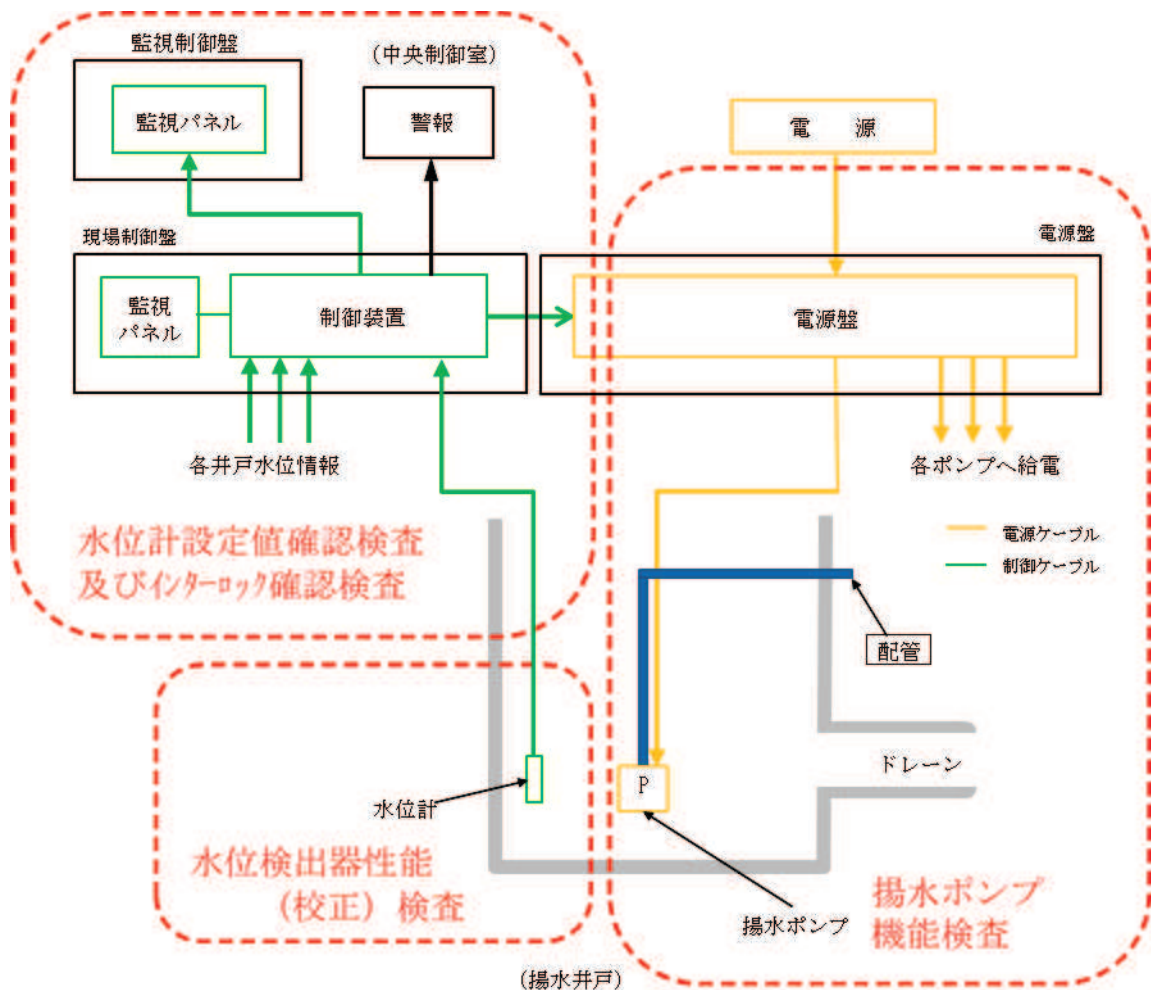 監視制御盤
(中央制御室)
監視パネル
警報
電　源
現場制御盤
電源盤
監視
パネル
制御装置
電源盤
各井戸水位情報
各ポンプへ給電
水位計設定値確認検査
及びインターロック確認検査
電源ケーブル
制御ケーブル
配管
ドレーン
P
水位計
水位検出器性能
(校正) 検査
揚水ポンプ
揚水ポンプ
機能検査
(揚水井戸)